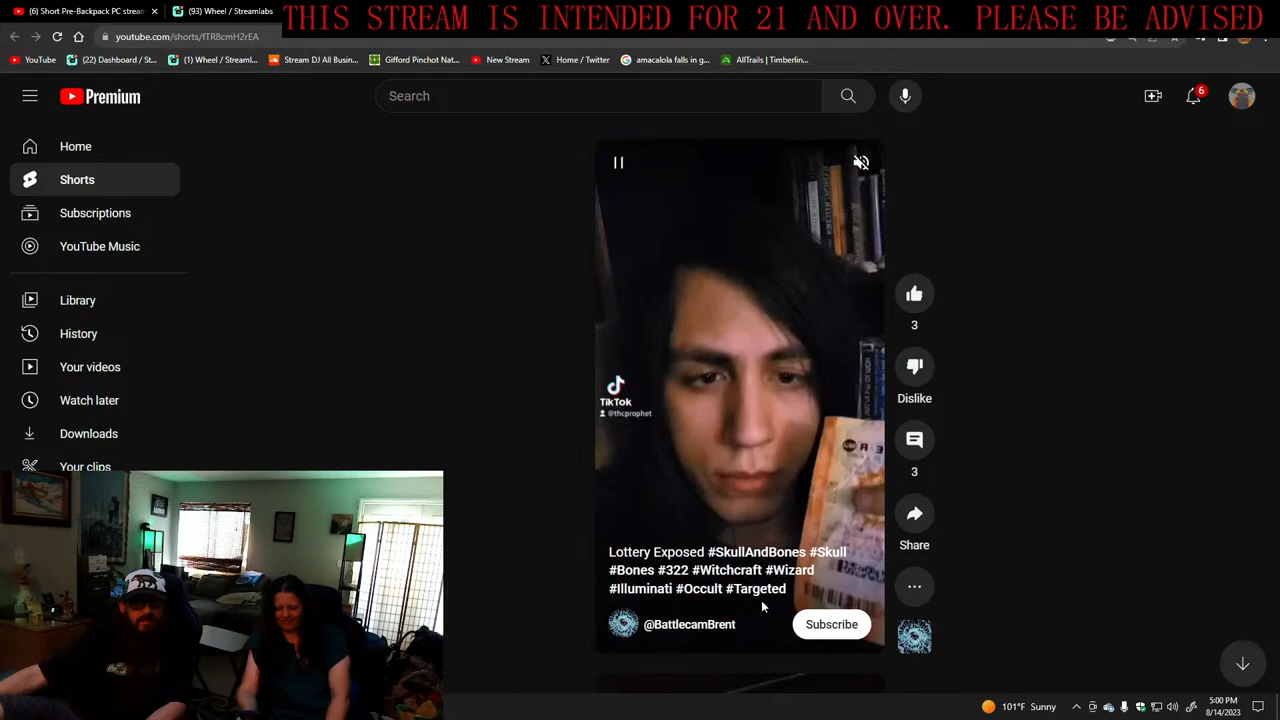 THIS STREAM IS INTENDED FOR 21 AND OVER. PLEASE BE ADVISED
(6) Short Pre-Backpack PC stream
(93) Wheel / Streamlabs
youtube.com/shorts/fTR8cmH2rEA
YouTube
(22) Dashboard / St...
(1) Wheel / Streaml...
Stream DJ All Busin...
Gifford Pinchot Nat...
New Stream
Home / Twitter
amacalola falls in g...
AllTrails | Timberlin...
Premium
Search
6
Home
Shorts
Subscriptions
YouTube Music
Library
History
Your videos
Watch later
Downloads
Your clips
TikTok
@thcprophet
Lottery Exposed #SkullAndBones #Skull
#Bones #322 #Witchcraft #Wizard
#Illuminati #Occult #Targeted
@BattlecamBrent
Subscribe
3
Dislike
3
Share
101°F Sunny
5:00 PM
8/14/2023